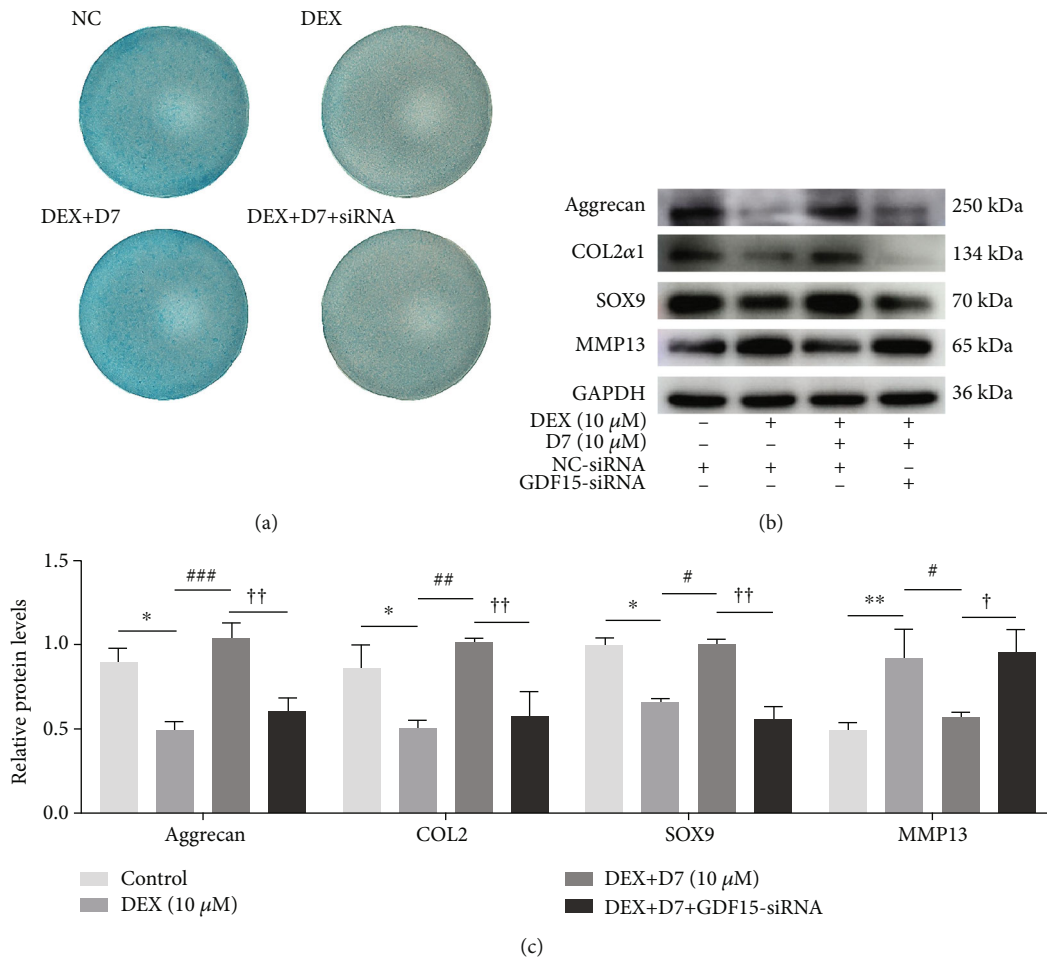 NC
DEX
DEX+D7
DEX+D7+siRNA
(a)
Aggrecan
250 kDa
COL2α1
134 kDa
SOX9
70 kDa
MMP13
65 kDa
GAPDH
36 kDa
DEX (10 μM) – + + +
D7 (10 μM) – – + +
NC-siRNA + + + –
GDF15-siRNA – – – +
(b)
Relative protein levels
1.5
1.0
0.5
0.0
* ### ††
* ## ††
* # ††
** # †
Aggrecan
COL2
SOX9
MMP13
Control
DEX (10 μM)
DEX+D7 (10 μM)
DEX+D7+GDF15-siRNA
(c)